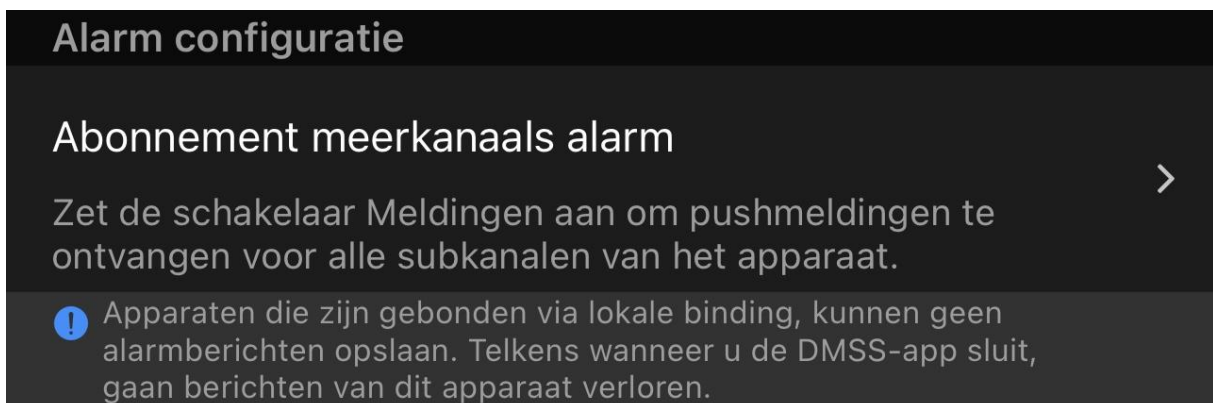 Alarm configuratie
Abonnement meerkanaals alarm
Zet de schakelaar Meldingen aan om pushmeldingen te
ontvangen voor alle subkanalen van het apparaat.
Apparaten die zijn gebonden via lokale binding, kunnen geen
alarmberichten opslaan. Telkens wanneer u de DMSS-app sluit,
gaan berichten van dit apparaat verloren.